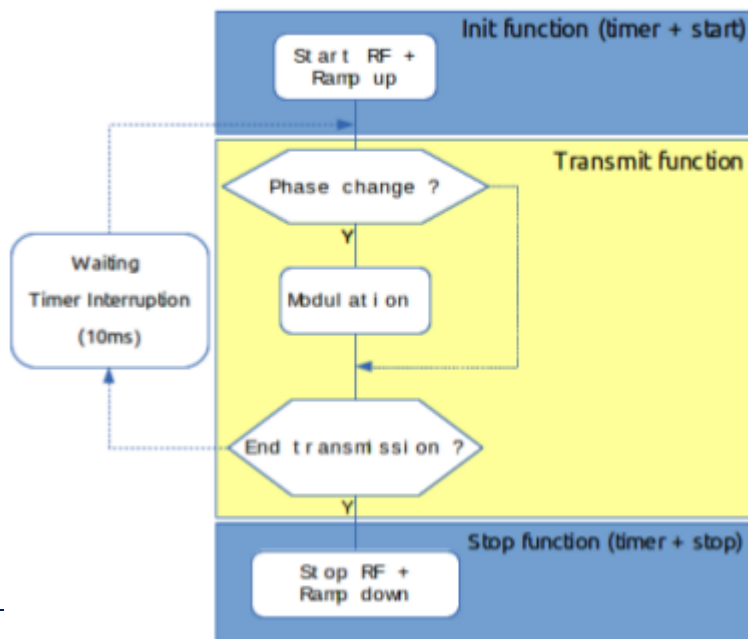 Init function (timer + start)
Start RF +
Ramp up
Transmit function
Phase change ?
Y
Waiting
Timer Interruption
(10ms)
Modulation
End transmission ?
Y
Stop function (timer + stop)
Stop RF +
Ramp down